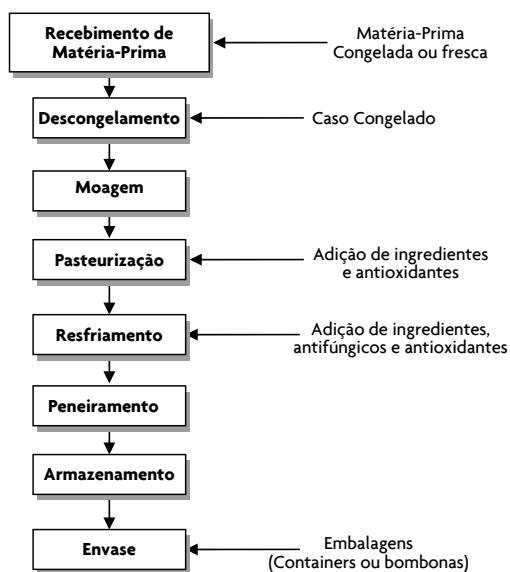 Recebimento de
Matéria-Prima
Matéria-Prima
Congelada ou fresca
Descongelamento
Caso Congelado
Moagem
Pasteurização
Adição de ingredientes
e antioxidantes
Resfriamento
Adição de ingredientes,
antifúngicos e antioxidantes
Peneiramento
Armazenamento
Envase
Embalagens
(Containers ou bombonas)